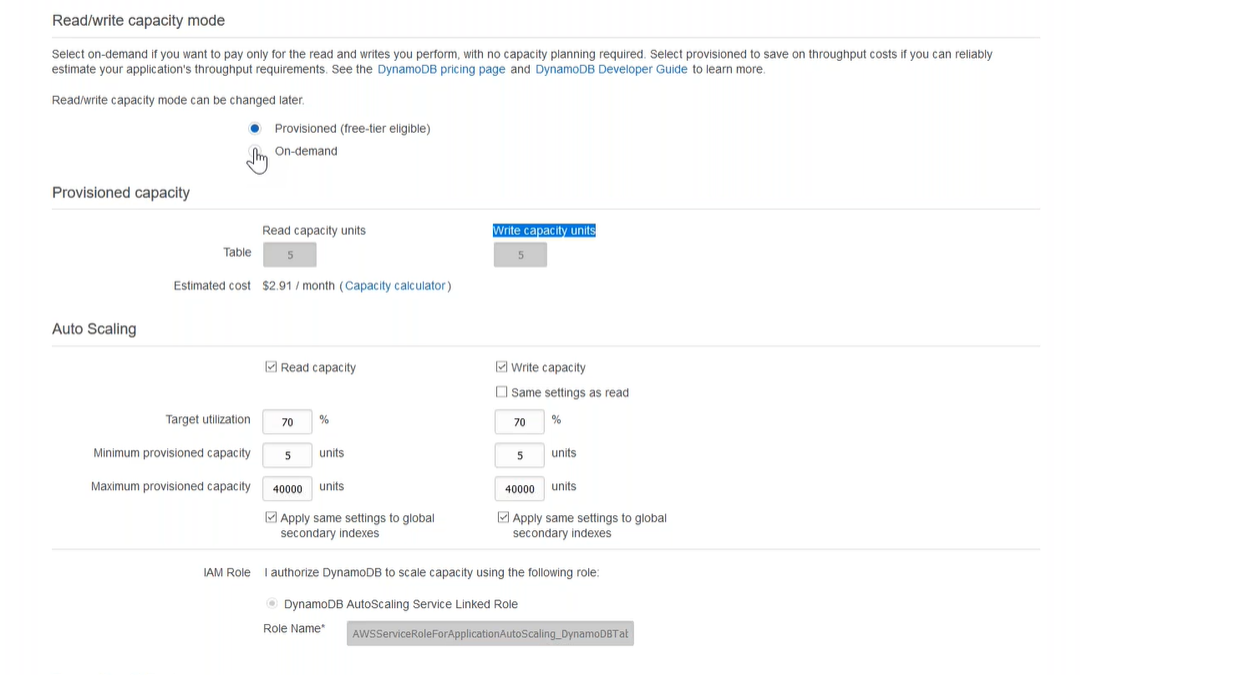 Read/write capacity mode
Select on-demand if you want to pay only for the read and writes you perform, with no capacity planning required. Select provisioned to save on throughput costs if you can reliably
estimate your application's throughput requirements. See the DynamoDB pricing page and DynamoDB Developer Guide to learn more.
Read/write capacity mode can be changed later.
Provisioned (free-tier eligible)
On-demand
Provisioned capacity
Read capacity units Write capacity units
Table 5 5
Estimated cost $2.91 / month (Capacity calculator)
Auto Scaling
Read capacity Write capacity
Same settings as read
Target utilization 70 % 70 %
Minimum provisioned capacity 5 units 5 units
Maximum provisioned capacity 40000 units 40000 units
Apply same settings to global Apply same settings to global
secondary indexes secondary indexes
IAM Role I authorize DynamoDB to scale capacity using the following role:
DynamoDB AutoScaling Service Linked Role
Role Name* AWSServiceRoleForApplicationAutoScaling_DynamoDBTabl